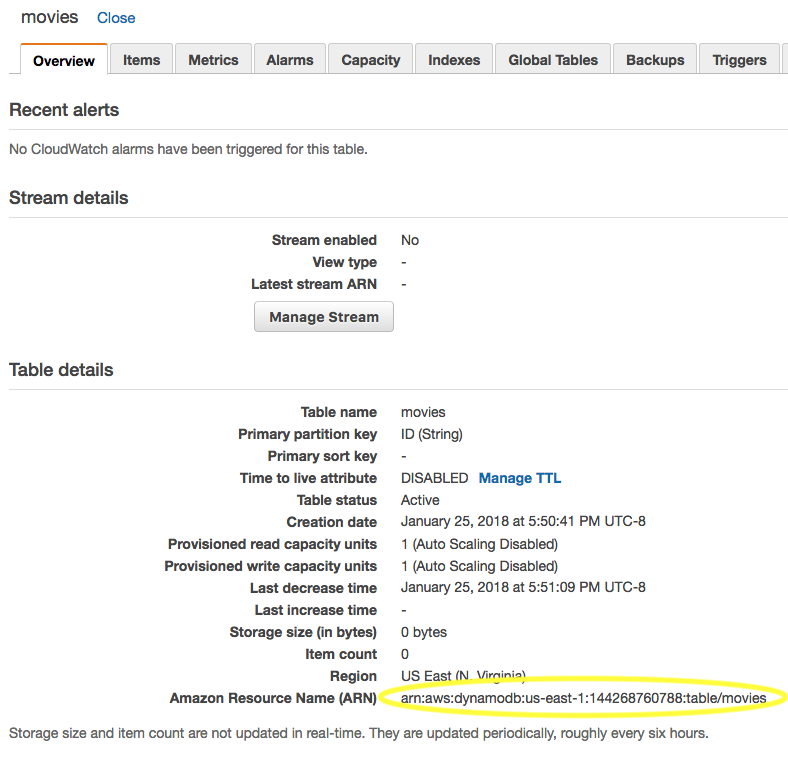 movies Close
Overview Items Metrics Alarms Capacity Indexes Global Tables Backups Triggers
Recent alerts
No CloudWatch alarms have been triggered for this table.
Stream details
Stream enabled No
View type -
Latest stream ARN -
Manage Stream
Table details
Table name movies
Primary partition key ID (String)
Primary sort key -
Time to live attribute DISABLED Manage TTL
Table status Active
Creation date January 25, 2018 at 5:50:41 PM UTC-8
Provisioned read capacity units 1 (Auto Scaling Disabled)
Provisioned write capacity units 1 (Auto Scaling Disabled)
Last decrease time January 25, 2018 at 5:51:09 PM UTC-8
Last increase time -
Storage size (in bytes) 0 bytes
Item count 0
Region US East (N. Virginia)
Amazon Resource Name (ARN) arn:aws:dynamodb:us-east-1:144268760788:table/movies
Storage size and item count are not updated in real-time. They are updated periodically, roughly every six hours.